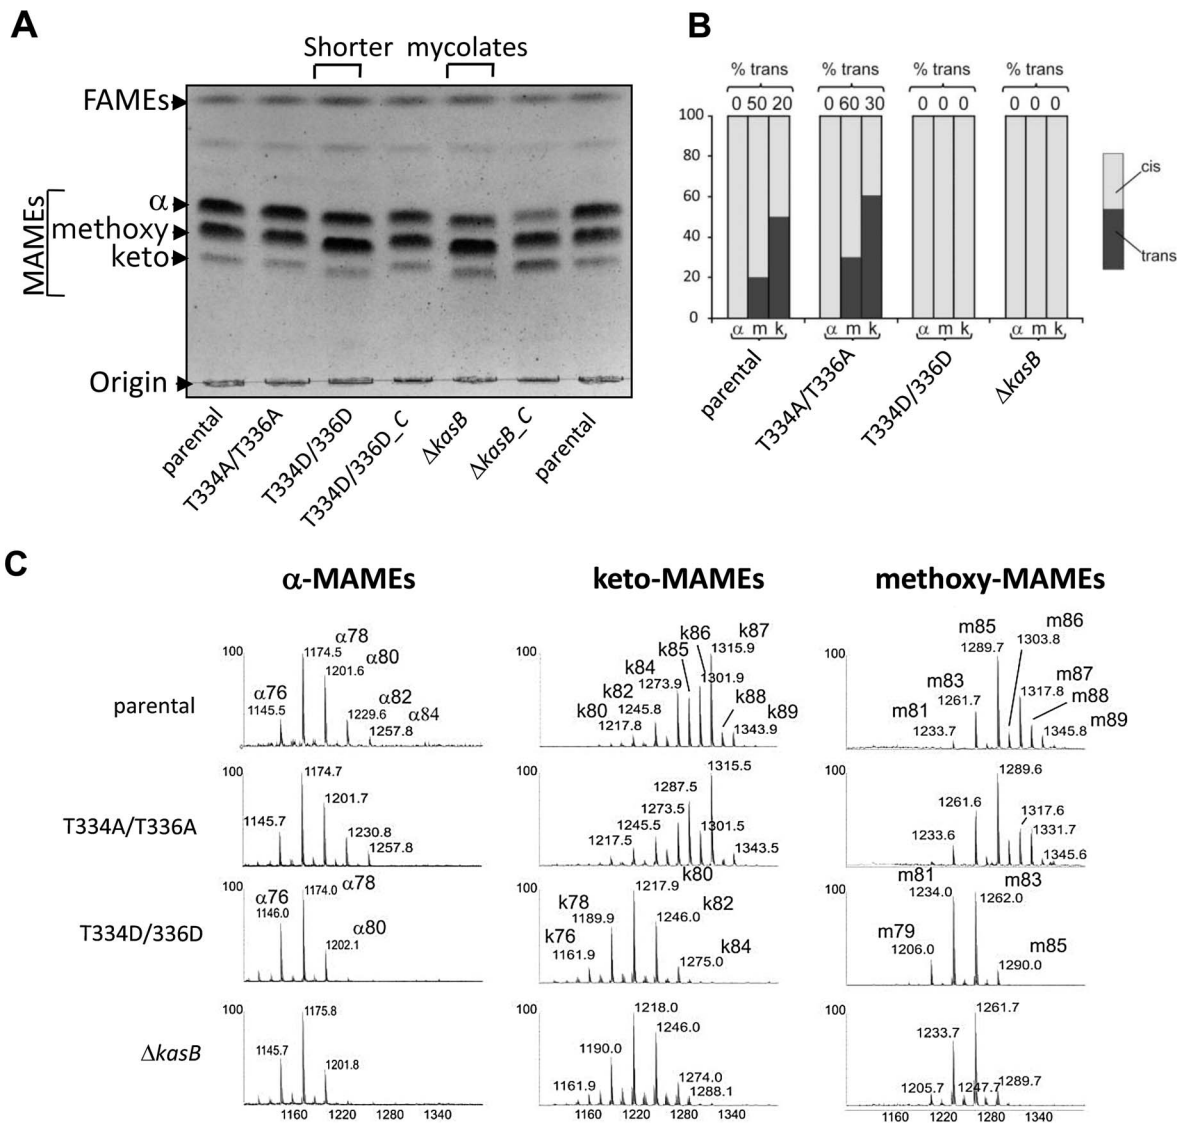 A
Shorter mycolates
FAMEs
MAMEs
α
methoxy
keto
Origin
parental
T334A/T336A
T334D/336D
T334D/336D_C
ΔkasB
ΔkasB_C
parental
B
% trans % trans % trans % trans
0 50 20 0 60 30 0 0 0 0 0 0
100
80
60
40
20
0
α m k α m k α m k α m k
parental
T334A/T336A
T334D/336D
ΔkasB
cis
trans
C
α-MAMEs keto-MAMEs methoxy-MAMEs
parental
100
α76
1145.5
α78
1174.5
α80
1201.6
α82
1229.6
α84
1257.8
100
k80
1217.8
k82
1245.8
k84
1273.9
k85
k86
1301.9
k87
1315.9
k88
k89
1343.9
100
m81
1233.7
m83
1261.7
m85
1289.7
m86
1303.8
m87
1317.8
m88
m89
1345.8
T334A/T336A
100
1145.7
1174.7
1201.7
1230.8
1257.8
100
1217.5
1245.5
1273.5
1287.5
1301.5
1315.5
1343.5
100
1233.6
1261.6
1289.6
1317.6
1331.7
1345.6
T334D/336D
100
α76
1146.0
α78
1174.0
α80
1202.1
100
k76
1161.9
k78
1189.9
k80
1217.9
k82
1246.0
k84
1275.0
100
m79
1206.0
m81
1234.0
m83
1262.0
m85
1290.0
ΔkasB
100
1145.7
1175.8
1201.8
1160 1220 1280 1340
100
1161.9
1190.0
1218.0
1246.0
1274.0
1288.1
1160 1220 1280 1340
100
1205.7
1233.7
1247.7
1261.7
1289.7
1160 1220 1280 1340